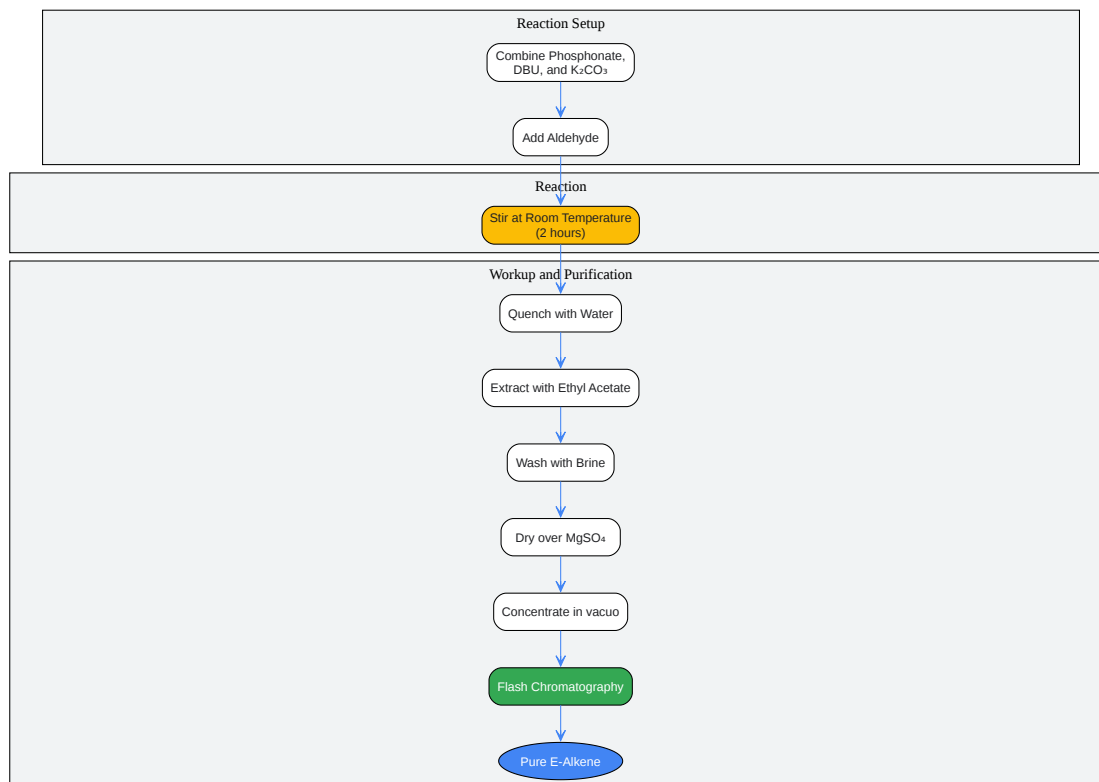 Reaction Setup
Combine Phosphonate,
DBU, and K₂CO₃
Add Aldehyde
Reaction
Stir at Room Temperature
(2 hours)
Workup and Purification
Quench with Water
Extract with Ethyl Acetate
Wash with Brine
Dry over MgSO₄
Concentrate in vacuo
Flash Chromatography
Pure E-Alkene